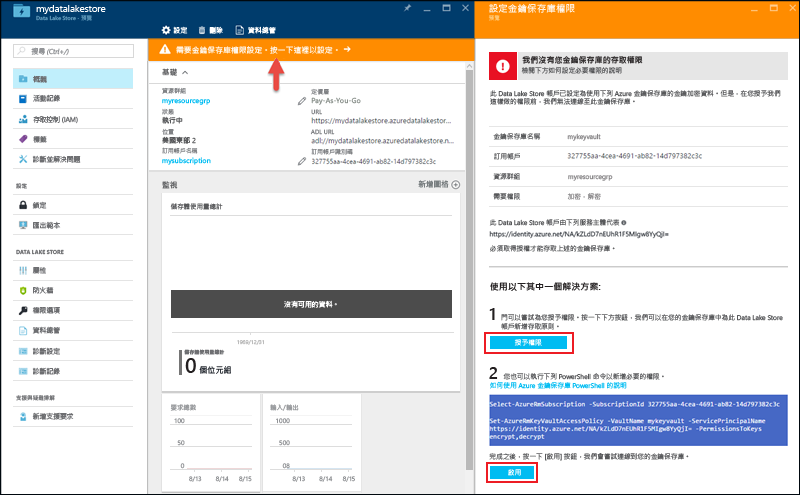 mydatalakestore
Data Lake Store - 預覽
設定
刪除
資料總管
需要金鑰保存庫權限設定。按一下這裡以設定。 →
搜尋 (Ctrl+/)
概觀
活動記錄
存取控制 (IAM)
標籤
診斷並解決問題
設定
鎖定
匯出範本
DATA LAKE STORE
屬性
防火牆
權限選項
資料總管
診斷設定
診斷記錄
支援與疑難排解
新增支援要求
基礎
資源群組
myresourcegrp
狀態
執行中
位置
美國東部 2
訂用帳戶名稱
mysubscription
定價層
Pay-As-You-Go
URL
https://mydatalakestore.azuredatalakestor...
ADL URL
adl://mydatalakestore.azuredatalakestore.n...
訂用帳戶識別碼
327755aa-4cea-4691-ab82-14d797382c3c
監視
新增圖格
儲存體使用量總計
沒有可用的資料。
1969/12/31
儲存體使用量總計
0 個位元組
要求總數
100
50
0
8/13
8/14
8/15
輸入/輸出
1000
500
0B
8/13
8/14
8/15
設定金鑰保存庫權限
預覽
我們沒有您金鑰保存庫的存取權限
檢閱下方如何設定必要權限的說明
此 Data Lake Store 帳戶已設定為使用下列 Azure 金鑰保存庫的金鑰加密資料。但是，在您授予我們
這樣做的權限前，我們無法連線至此金鑰保存庫。
金鑰保存庫名稱
mykeyvault
訂用帳戶
327755aa-4cea-4691-ab82-14d797382c3c
資源群組
myresourcegrp
需要權限
加密，解密
此 Data Lake Store 帳戶由下列服務主體代表
https://identity.azure.net/NA/kZLdD7nEUhR1F5MIgw8YyQjI=
必須取得授權才能存取上述的金鑰保存庫。
使用以下其中一個解決方案:
1 門可以嘗試為您授予權限。按一下下方按鈕，我們可以在您的金鑰保存庫中為此 Data Lake Store
帳戶新增存取原則。
授予權限
2 您也可以執行下列 PowerShell 命令以新增必要的權限。
如何使用 Azure 金鑰保存庫 PowerShell 的說明
Select-AzureRmSubscription -SubscriptionId 327755aa-4cea-4691-ab82-14d797382c3c
Set-AzureRmKeyVaultAccessPolicy -VaultName mykeyvault -ServicePrincipalName
https://identity.azure.net/NA/kZLdD7nEUhR1F5MIgw8YyQjI= -PermissionsToKeys
encrypt,decrypt
完成之後，按一下 [啟用] 按鈕，我們會嘗試連線到您的金鑰保存庫。
啟用